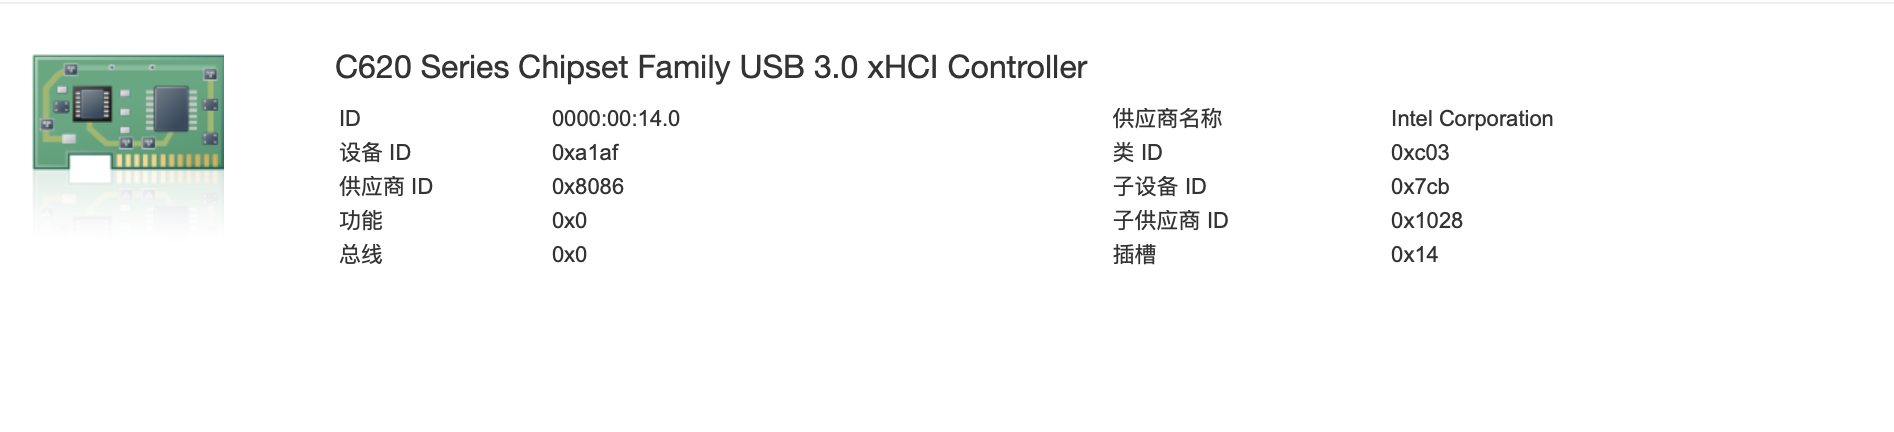 C620 Series Chipset Family USB 3.0 xHCI Controller
ID 0000:00:14.0 供应商名称 Intel Corporation
设备 ID 0xa1af 类 ID 0xc03
供应商 ID 0x8086 子设备 ID 0x7cb
功能 0x0 子供应商 ID 0x1028
总线 0x0 插槽 0x14